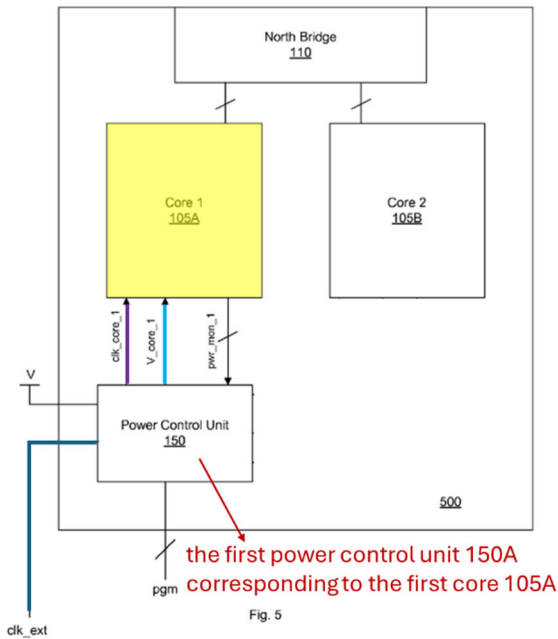 North Bridge
110
Core 1
105A
Core 2
105B
clk_core_1
V_core_1
pwr_mon_1
V
Power Control Unit
150
500
the first power control unit 150A
corresponding to the first core 105A
pgm
Fig. 5
clk_ext